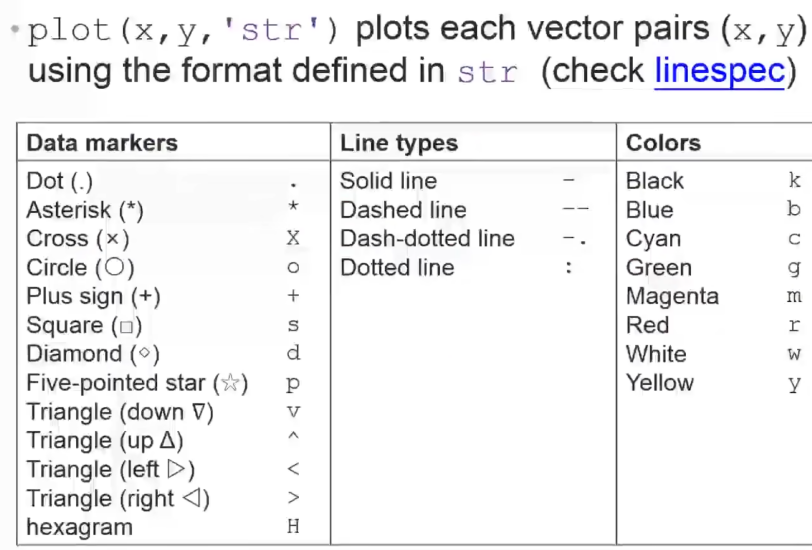 • plot(x,y,'str') plots each vector pairs (x,y)
using the format defined in str (check linespec)
Data markers Line types Colors
Dot (.) . Solid line - Black k
Asterisk (*) * Dashed line -- Blue b
Cross (×) X Dash-dotted line -. Cyan c
Circle (○) o Dotted line : Green g
Plus sign (+) + Magenta m
Square (□) s Red r
Diamond (◇) d White w
Five-pointed star (☆) p Yellow y
Triangle (down ∇) v
Triangle (up Δ) ^
Triangle (left ▷) <
Triangle (right ◁) >
hexagram H